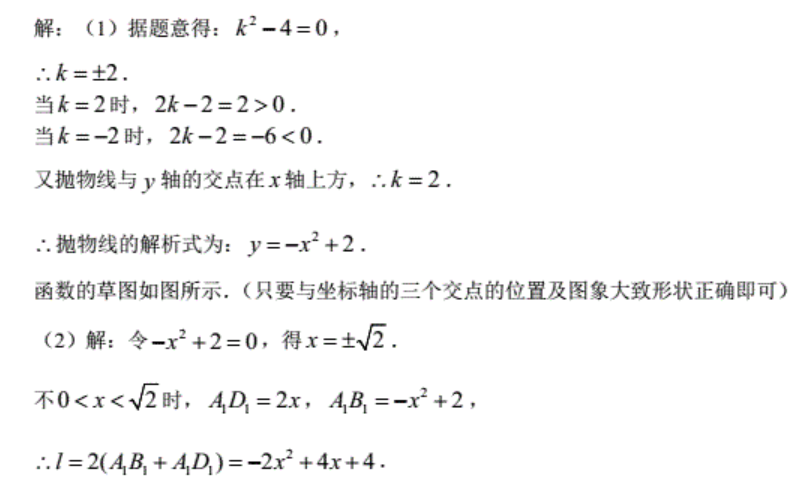 解：（1）据题意得：k²－4＝0，
∴k＝±2．
当k＝2时，2k－2＝2＞0．
当k＝－2时，2k－2＝－6＜0．
又抛物线与y轴的交点在x轴上方，∴k＝2．
∴抛物线的解析式为：y＝－x²＋2．
函数的草图如图所示．（只要与坐标轴的三个交点的位置及图象大致形状正确即可）
（2）解：令－x²＋2＝0，得x＝±√2．
不0＜x＜√2时，A₁D₁＝2x，A₁B₁＝－x²＋2，
∴l＝2(A₁B₁＋A₁D₁)＝－2x²＋4x＋4．